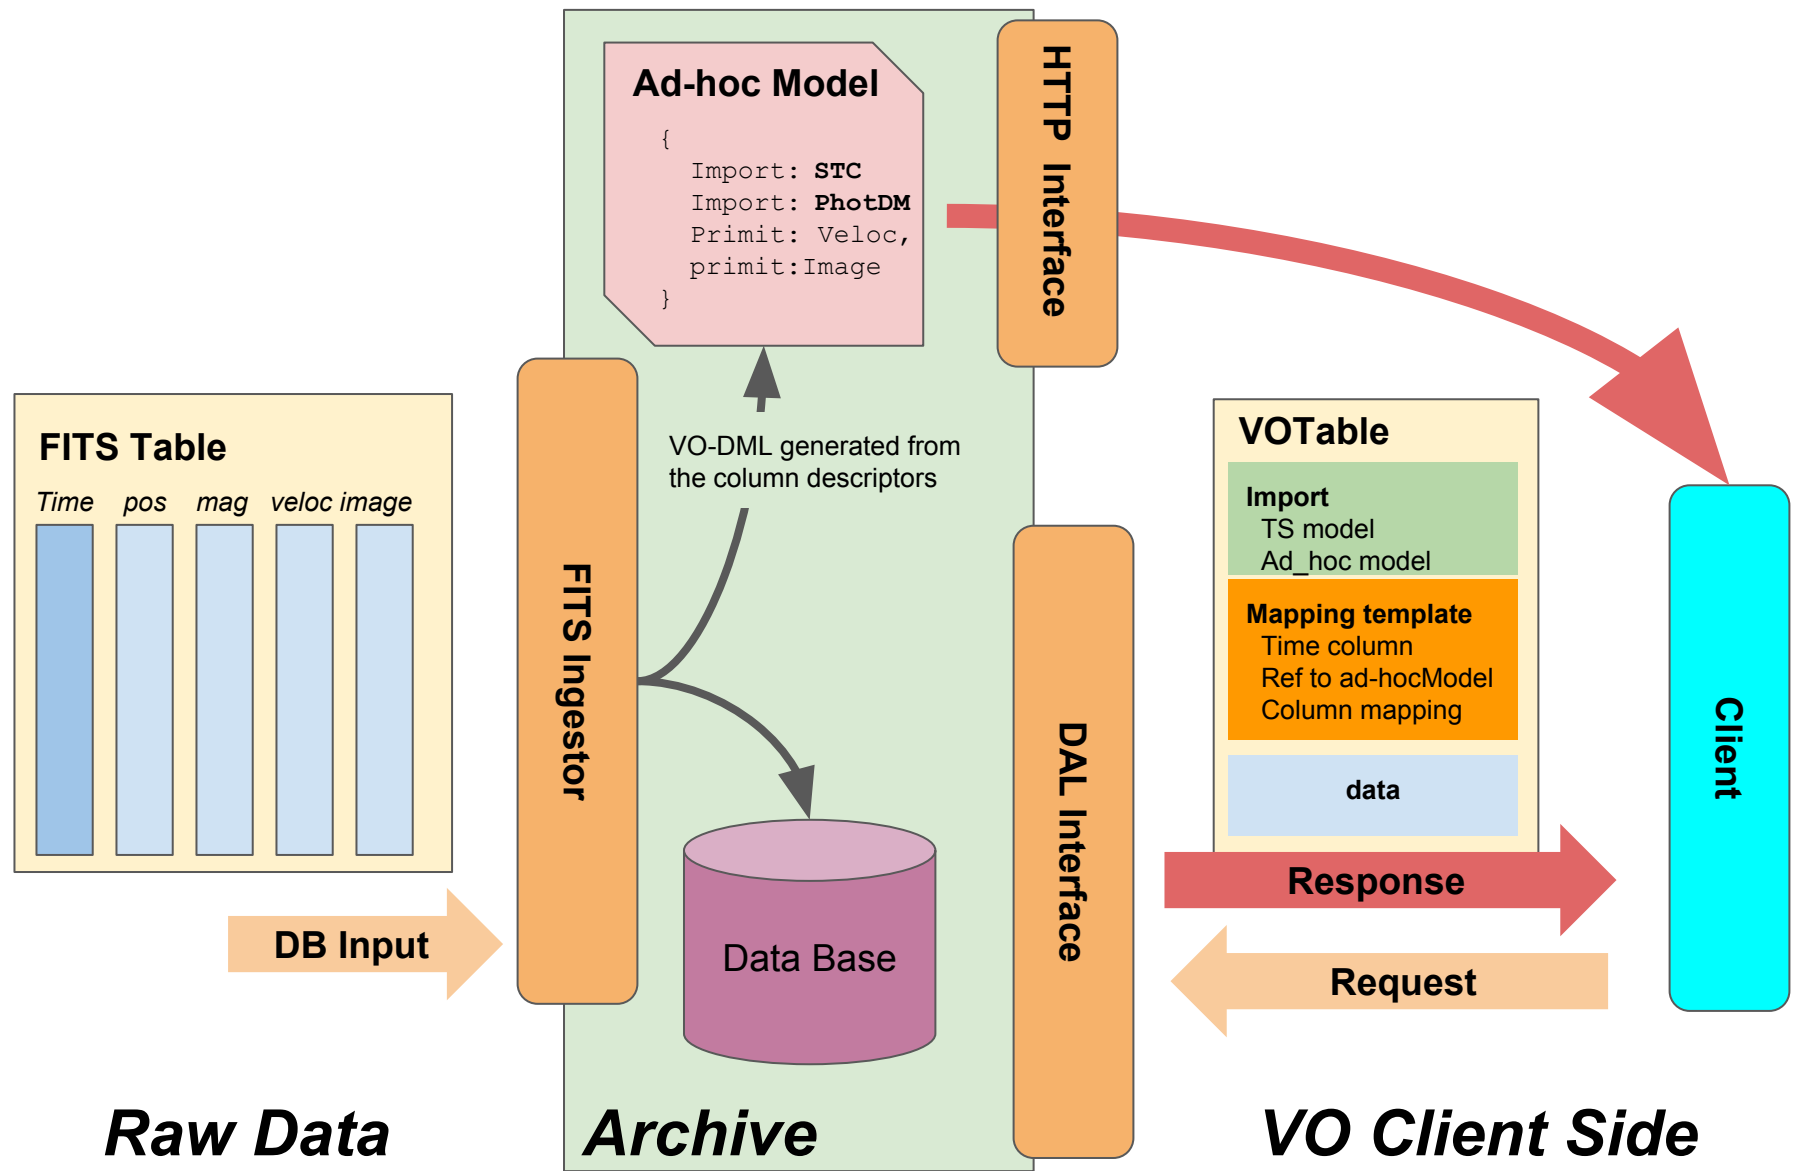 Ad-hoc Model
{
Import: STC
Import: PhotDM
Primit: Veloc,
primit:Image
}
HTTP Interface
FITS Table
Time pos mag veloc image
FITS Ingestor
VO-DML generated from
the column descriptors
DAL Interface
VOTable
Import
TS model
Ad_hoc model
Mapping template
Time column
Ref to ad-hocModel
Column mapping
data
Client
Response
DB Input
Data Base
Request
Raw Data
Archive
VO Client Side